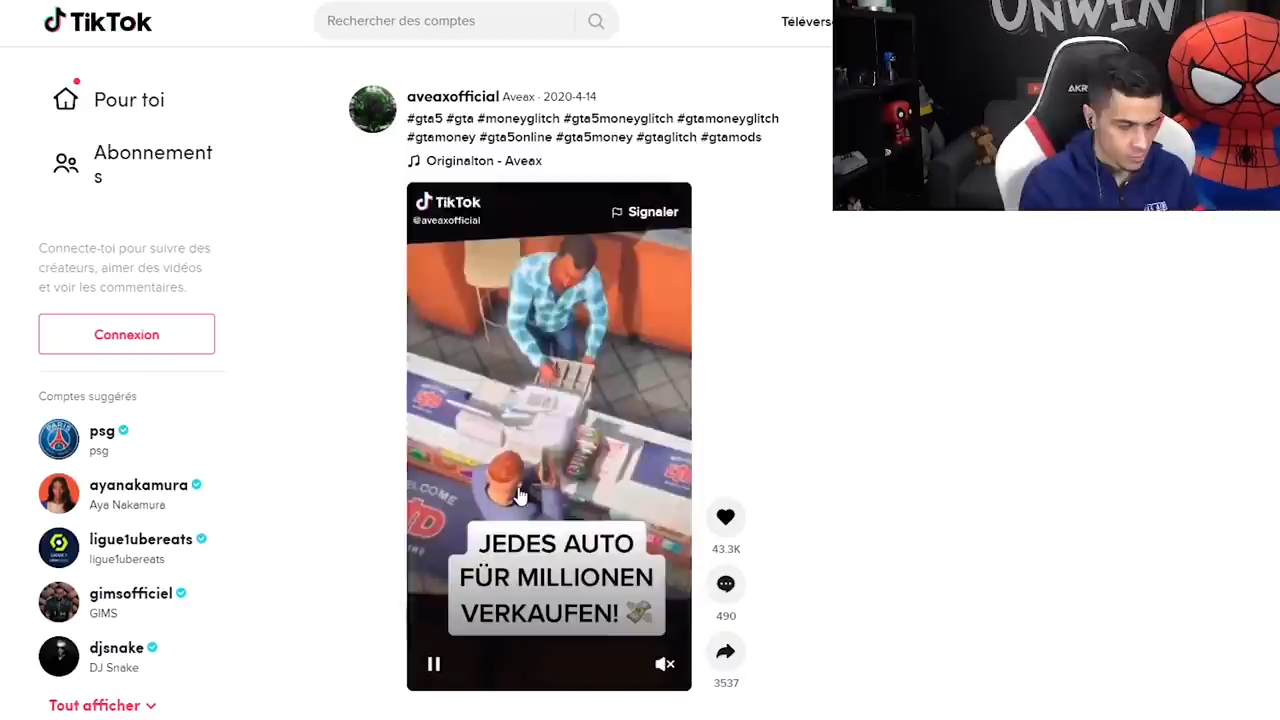 TikTok
Rechercher des comptes
Téléverse
UNWIN
Pour toi
Abonnement
s
Connecte-toi pour suivre des
créateurs, aimer des vidéos
et voir les commentaires.
Connexion
Comptes suggérés
psg
psg
ayanakamura
Aya Nakamura
ligue1ubereats
ligue1ubereats
gimsofficiel
GIMS
djsnake
DJ Snake
Tout afficher
aveaxofficial Aveax · 2020-4-14
#gta5 #gta #moneyglitch #gta5moneyglitch #gtamoneyglitch
#gtamoney #gta5online #gta5money #gtaglitch #gtamods
Originalton - Aveax
TikTok
@aveaxofficial
Signaler
JEDES AUTO
FÜR MILLIONEN
VERKAUFEN!
43.3K
490
3537